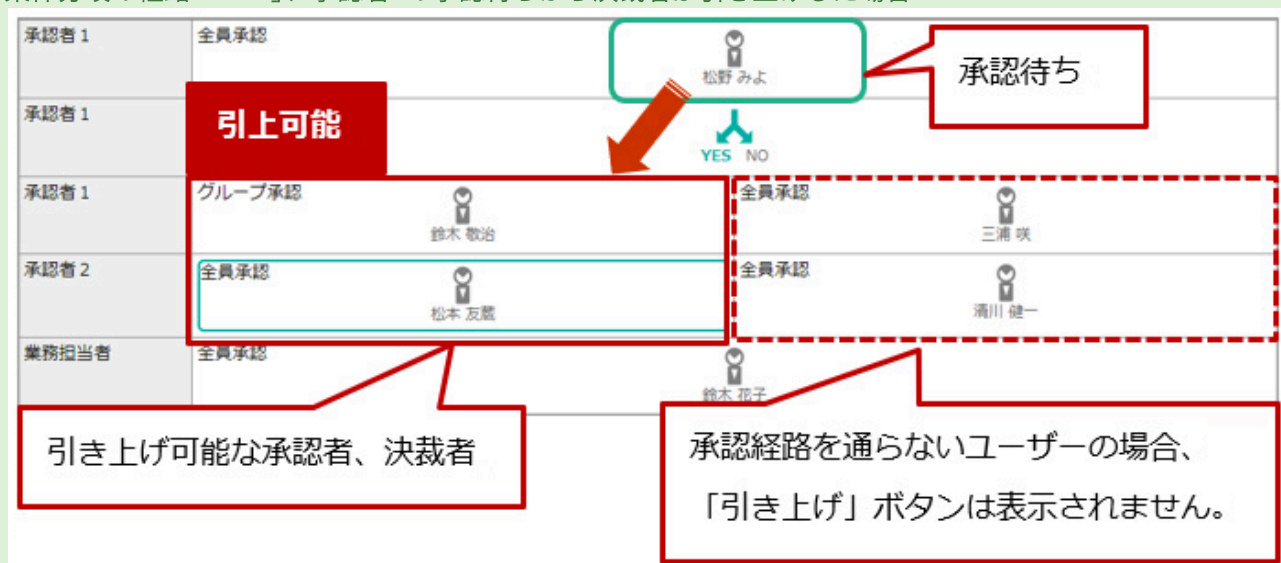 承認者1
全員承認
松野 みよ
承認待ち
承認者1
引上可能
YES NO
承認者1
グループ承認
鈴木 敬治
全員承認
三浦 咲
承認者2
全員承認
松本 友蔵
全員承認
清川 健一
業務担当者
全員承認
鈴木 花子
引き上げ可能な承認者、決裁者
承認経路を通らないユーザーの場合、
「引き上げ」ボタンは表示されません。